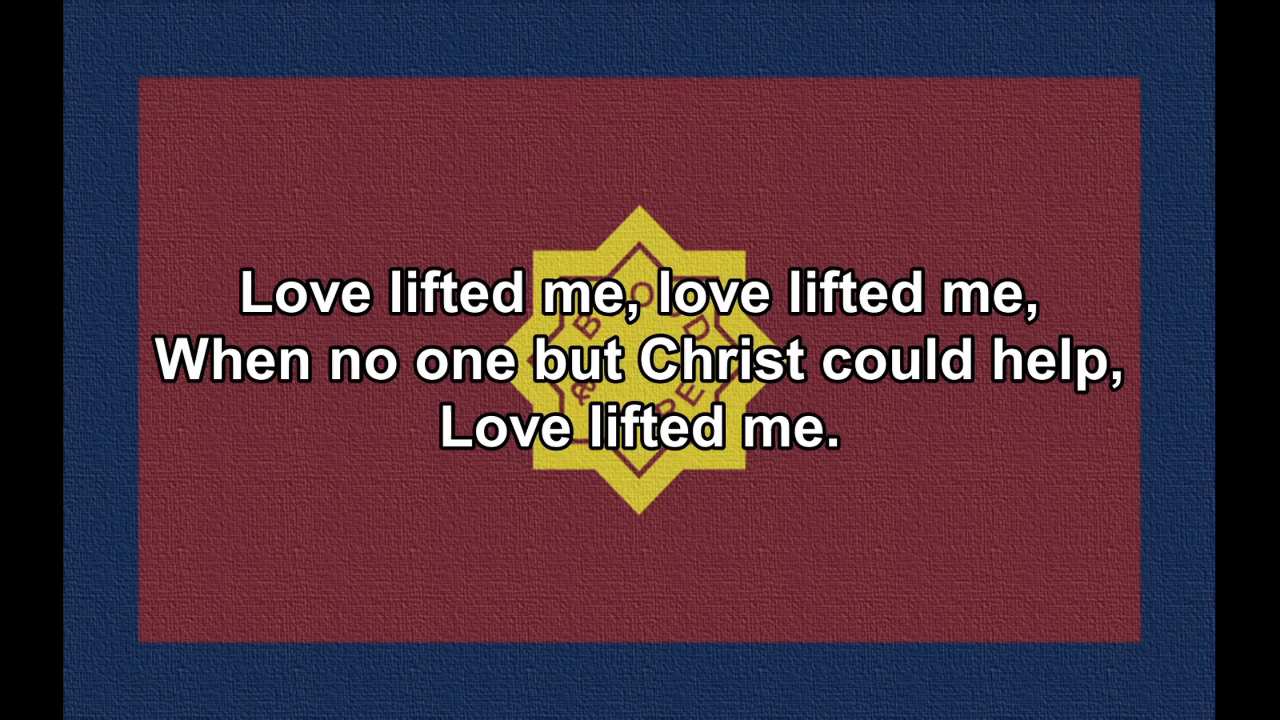 Love lifted me, love lifted me,
When no one but Christ could help,
Love lifted me.